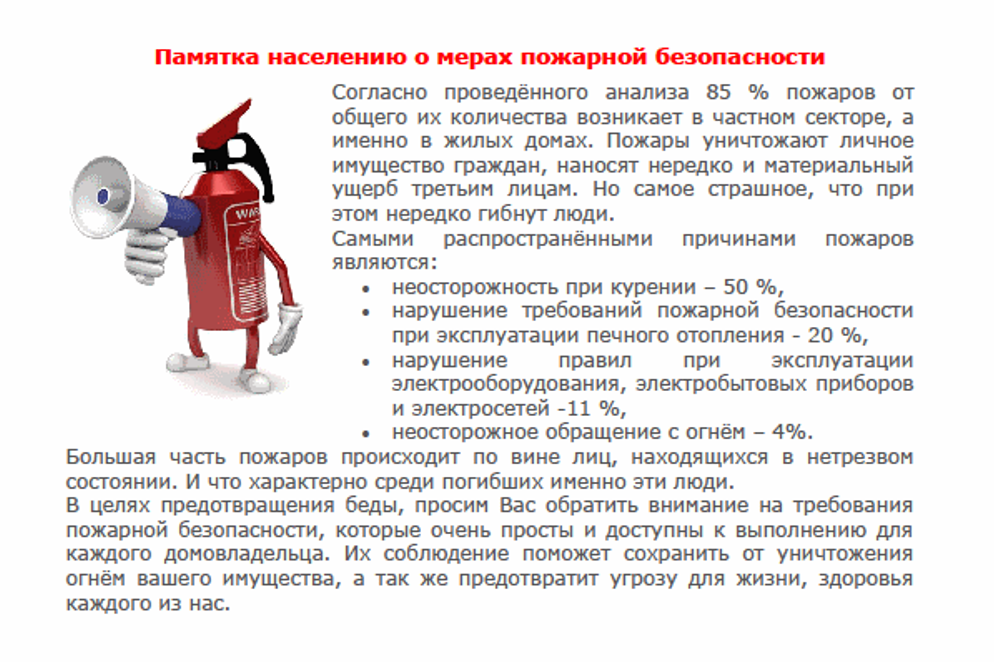 Памятка населению о мерах пожарной безопасности
Согласно проведённого анализа 85 % пожаров от
общего их количества возникает в частном секторе, а
именно в жилых домах. Пожары уничтожают личное
имущество граждан, наносят нередко и материальный
ущерб третьим лицам. Но самое страшное, что при
этом нередко гибнут люди.
Самыми распространёнными причинами пожаров
являются:
• неосторожность при курении – 50 %,
• нарушение требований пожарной безопасности
при эксплуатации печного отопления - 20 %,
• нарушение правил при эксплуатации
электрооборудования, электробытовых приборов
и электросетей -11 %,
• неосторожное обращение с огнём – 4%.
Большая часть пожаров происходит по вине лиц, находящихся в нетрезвом
состоянии. И что характерно среди погибших именно эти люди.
В целях предотвращения беды, просим Вас обратить внимание на требования
пожарной безопасности, которые очень просты и доступны к выполнению для
каждого домовладельца. Их соблюдение поможет сохранить от уничтожения
огнём вашего имущества, а так же предотвратит угрозу для жизни, здоровья
каждого из нас.